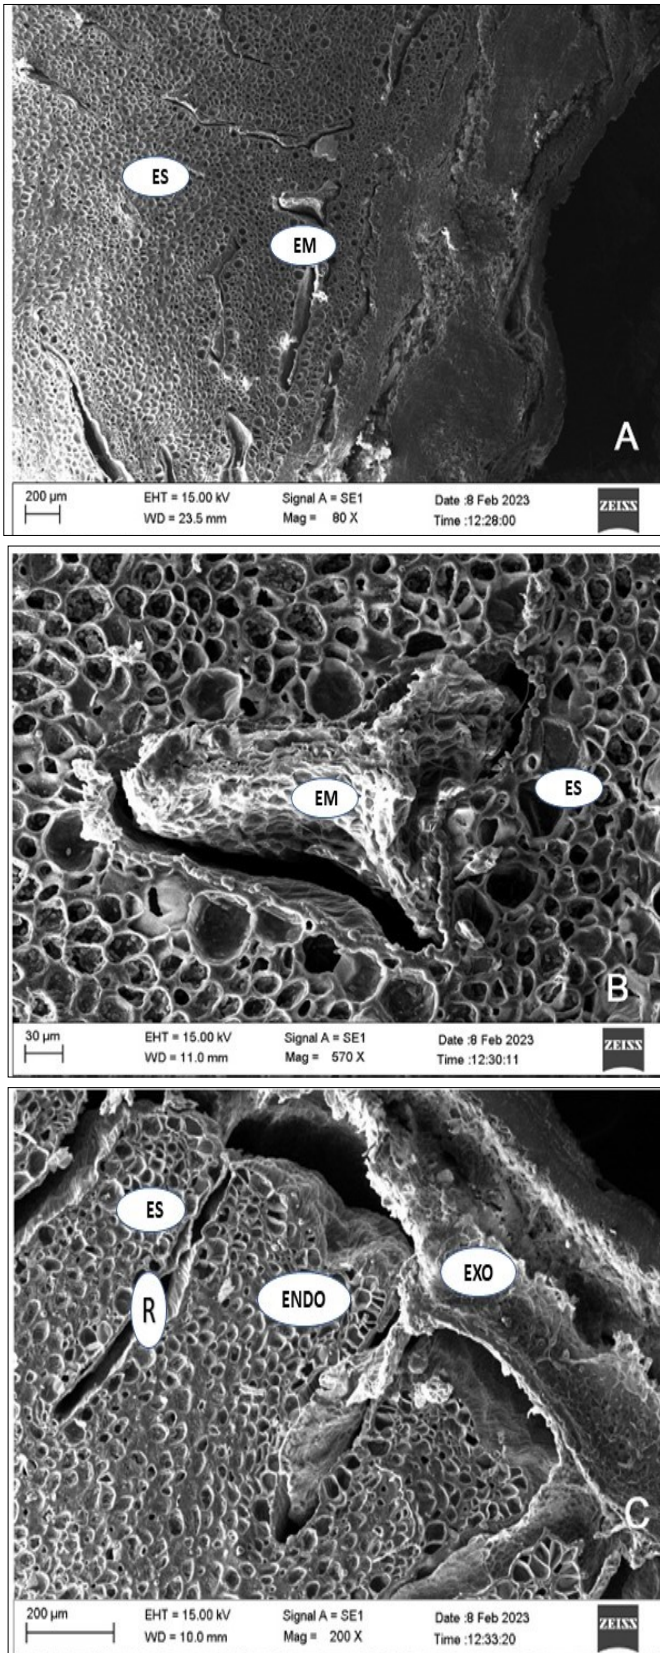 ES
EM
A
200 µm
EHT = 15.00 kV
Signal A = SE1
Date :8 Feb 2023
WD = 23.5 mm
Mag = 80 X
Time :12:28:00
ZEISS
EM
ES
B
30 µm
EHT = 15.00 kV
Signal A = SE1
Date :8 Feb 2023
WD = 11.0 mm
Mag = 570 X
Time :12:30:11
ZEISS
ES
EXO
ENDO
R
C
200 µm
EHT = 15.00 kV
Signal A = SE1
Date :8 Feb 2023
WD = 10.0 mm
Mag = 200 X
Time :12:33:20
ZEISS